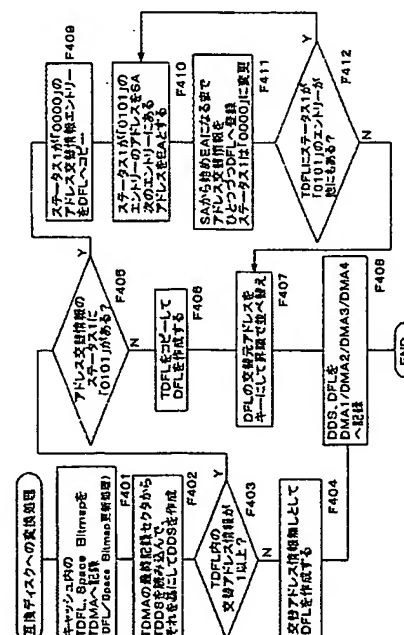 互換ディスクへの変換処理
キャッシュ内の
TDFL, Space Bitmapを
TDMAへ記録
(DFL/Space Bitmap更新処理)
F401
TDMAの最終記録セクタから
TDDSを読み込んで、
それを基にしてDDSを作成
F402
TDFL内の
交替アドレス情報が
1以上?
F403
Y
N
交替アドレス情報無しとして
DFLを作成する
F404
アドレス交替情報の
ステータス1に
「0101」がある?
F405
Y
N
TDFLをコピーして
DFLを作成する
F406
DFLの交替元アドレスを
キーにして昇順で並べ替え
F407
DDS、DFLを
DMA1/DMA2/DMA3/DMA4
へ記録
F408
END
ステータス1が「0000」の
アドレス交替情報エントリー
をDFLへコピー
F409
ステータス1が「0101」の
エントリーのアドレスをSA
次のエントリーにある
アドレスをEAとする
F410
SAから始めEAになるまで
アドレス交替情報を
ひとつづつDFLへ登録
ステータス1は「0000」に変更
F411
TDFLにステータス1が
「0101」のエントリーが
他にもある?
F412
Y
N